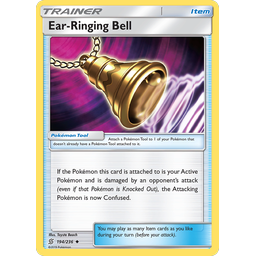 TRAINER Item
Ear-Ringing Bell
Pokémon Tool
Attach a Pokémon Tool to 1 of your Pokémon that
doesn't already have a Pokémon Tool attached to it.
If the Pokémon this card is attached to is your Active
Pokémon and is damaged by an opponent's attack
(even if that Pokémon is Knocked Out), the Attacking
Pokémon is now Confused.
Illus. Toyste Beach
194/236
You may play as many Item cards as you like
during your turn (before your attack).